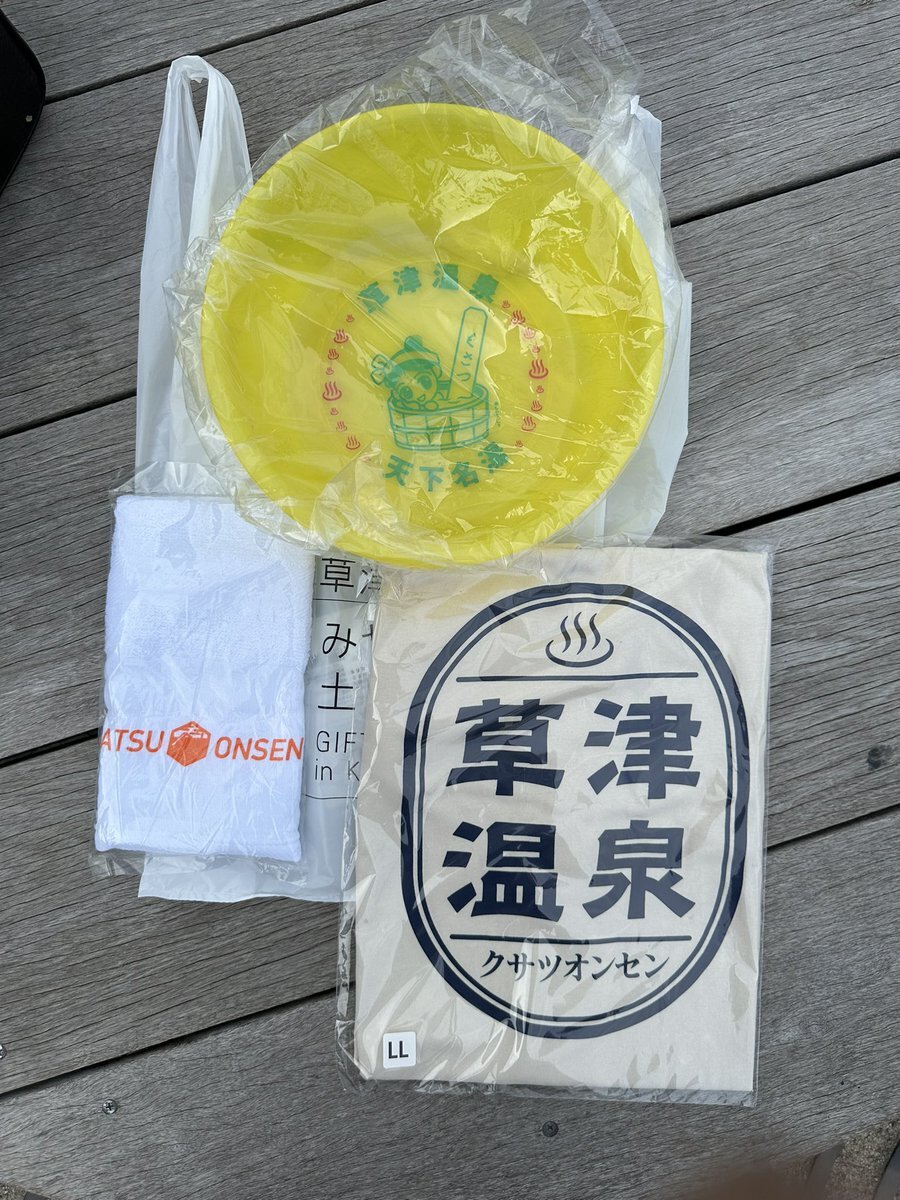 草津温泉
くさつ
天下名湯
ATSU ONSEN
草津
み
土
GIFT
in K
草津
温泉
クサツオンセン
LL